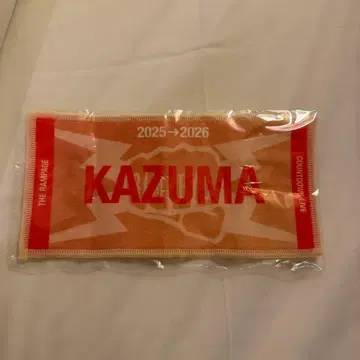 2025→2026
KAZUMA
THE RAMPAGE
COUNTDOWN LIVE